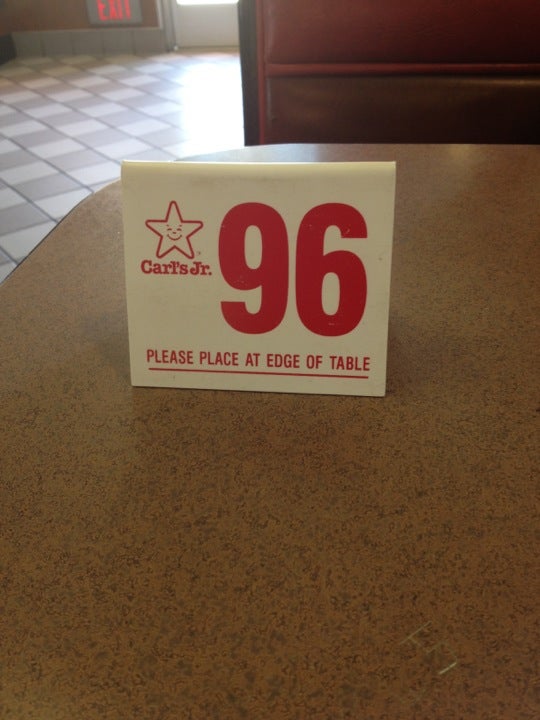 EXIT
Carl's Jr.
96
PLEASE PLACE AT EDGE OF TABLE